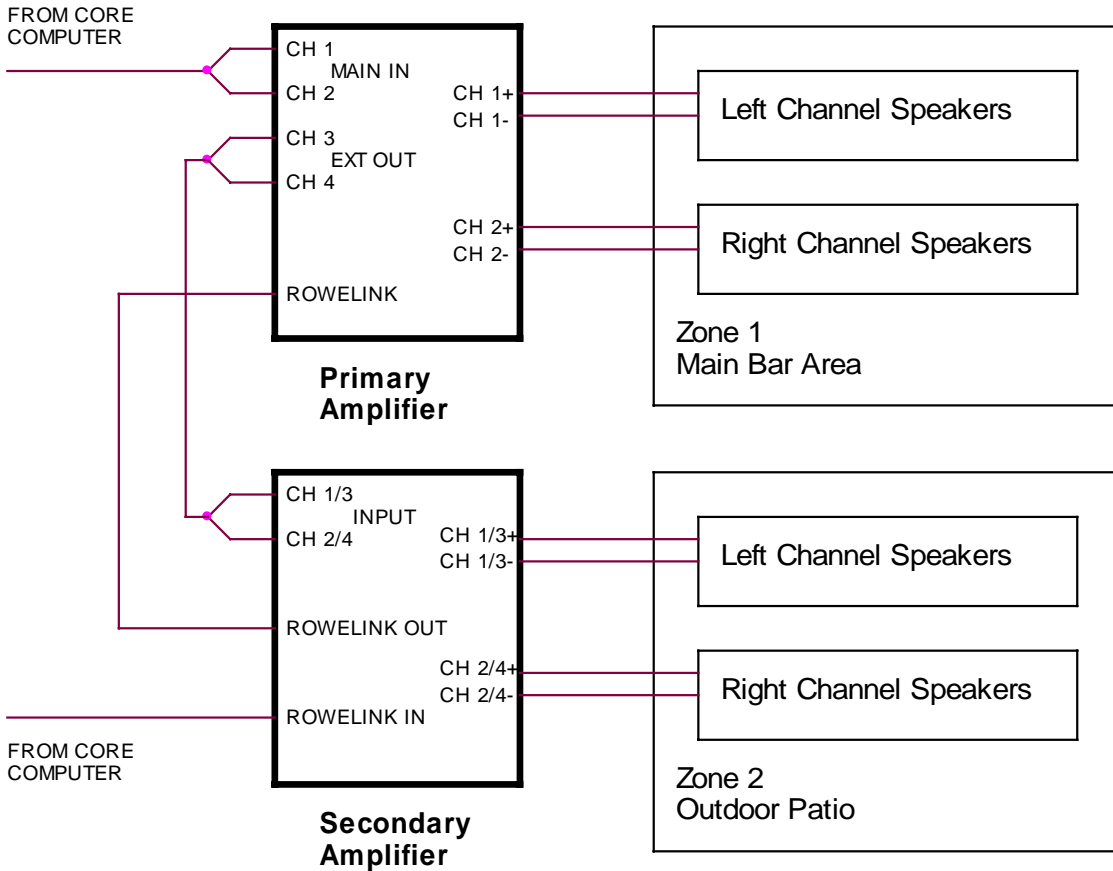 FROM CORE
COMPUTER
CH 1
MAIN IN
CH 2
CH 3
EXT OUT
CH 4
ROWELINK
CH 1+
CH 1-
CH 2+
CH 2-
Primary
Amplifier
Left Channel Speakers
Right Channel Speakers
Zone 1
Main Bar Area
CH 1/3
INPUT
CH 2/4
ROWELINK OUT
ROWELINK IN
CH 1/3+
CH 1/3-
CH 2/4+
CH 2/4-
FROM CORE
COMPUTER
Secondary
Amplifier
Left Channel Speakers
Right Channel Speakers
Zone 2
Outdoor Patio